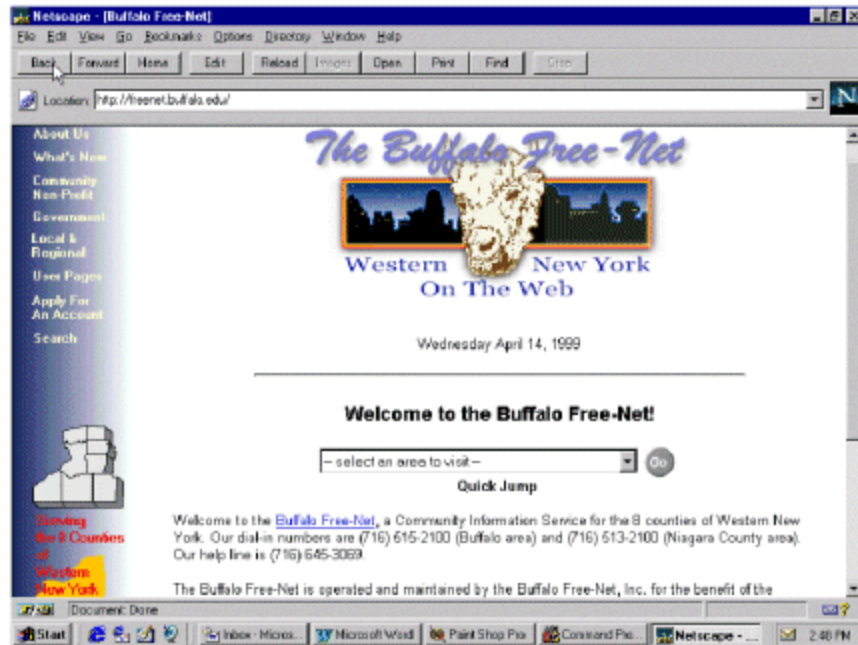 Netscape - [Buffalo Free-Net]
File Edit View Go Bookmarks Options Directory Window Help
Back Forward Home Edit Reload Images Open Print Find Stop
Location: http://freenet.buffalo.edu/
N
About Us
What's New
Community
Non-Profit
Government
Local &
Regional
User Pages
Apply For
An Account
Search
Serving
the 8 Counties
of
Western
New York
The Buffalo Free-Net
Western New York
On The Web
Wednesday April 14, 1999
Welcome to the Buffalo Free-Net!
-- select an area to visit -- Go
Quick Jump
Welcome to the Buffalo Free-Net, a Community Information Service for the 8 counties of Western New
York. Our dial-in numbers are (716) 515-2100 (Buffalo area) and (716) 513-2100 (Niagara County area).
Our help line is (716) 645-3069.
The Buffalo Free-Net is operated and maintained by the Buffalo Free-Net, Inc. for the benefit of the
Document: Done
Start Inbox - Micros... Microsoft Word Paint Shop Pro Command Pro... Netscape - ... 2:48 PM